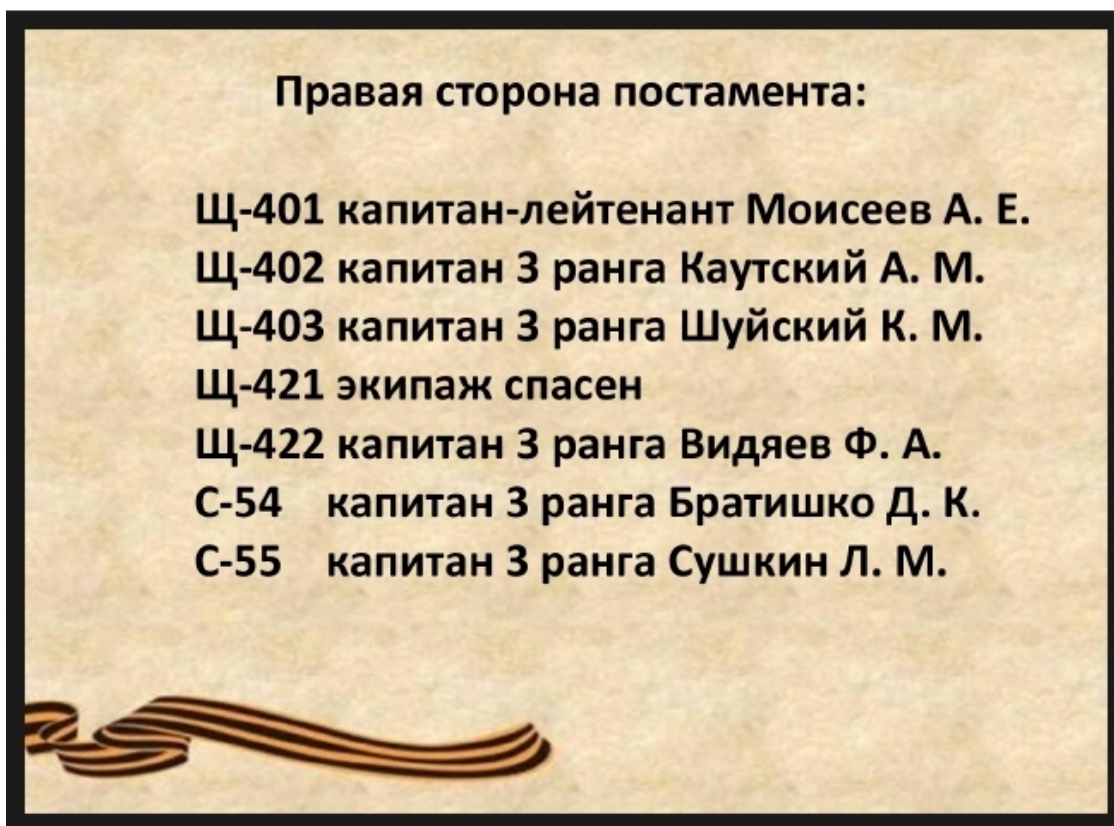 Правая сторона постамента:
Щ-401 капитан-лейтенант Моисеев А. Е.
Щ-402 капитан 3 ранга Каутский А. М.
Щ-403 капитан 3 ранга Шуйский К. М.
Щ-421 экипаж спасен
Щ-422 капитан 3 ранга Видяев Ф. А.
С-54 капитан 3 ранга Братишко Д. К.
С-55 капитан 3 ранга Сушкин Л. М.